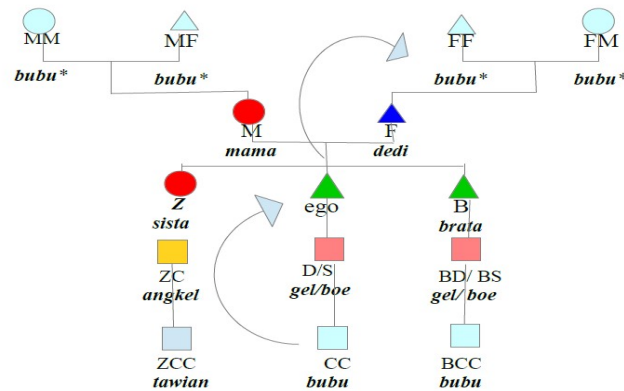 MM MF FF FM
bubu* bubu* bubu* bubu*
M F
mama dedi
Z ego B
sista brata
ZC D/S BD/ BS
angkel gel/boe gel/ boe
ZCC CC BCC
tawian bubu bubu